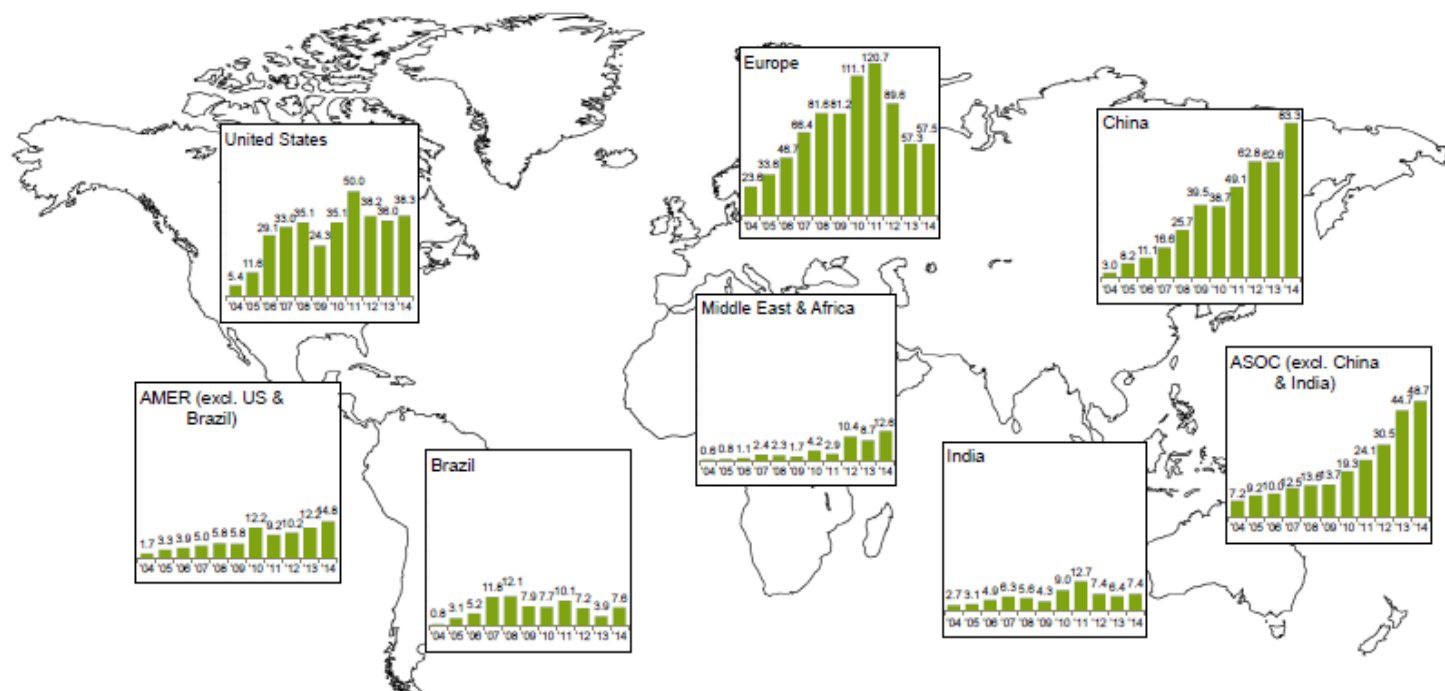 United States
5.4 11.6 29.1 33.0 35.1 24.3 35.1 50.0 38.2 36.0 38.3
'04 '05 '06 '07 '08 '09 '10 '11 '12 '13 '14
Europe
23.6 33.6 48.7 66.4 81.6 81.2 111.1 120.7 89.6 57.3 57.5
'04 '05 '06 '07 '08 '09 '10 '11 '12 '13 '14
China
3.0 8.2 11.1 16.6 25.7 39.5 38.7 49.1 62.8 62.6 83.3
'04 '05 '06 '07 '08 '09 '10 '11 '12 '13 '14
Middle East & Africa
0.6 0.8 1.1 2.4 2.3 1.7 4.2 2.9 10.4 8.7 12.6
'04 '05 '06 '07 '08 '09 '10 '11 '12 '13 '14
AMER (excl. US &
Brazil)
1.7 3.3 3.9 5.0 5.8 5.8 12.2 9.2 10.2 12.2 14.8
'04 '05 '06 '07 '08 '09 '10 '11 '12 '13 '14
Brazil
0.8 3.1 5.2 11.8 12.1 7.9 7.7 10.1 7.2 3.9 7.6
'04 '05 '06 '07 '08 '09 '10 '11 '12 '13 '14
India
2.7 3.1 4.9 6.3 5.6 4.3 9.0 12.7 7.4 6.4 7.4
'04 '05 '06 '07 '08 '09 '10 '11 '12 '13 '14
ASOC (excl. China
& India)
7.2 9.2 10.0 12.5 13.6 13.7 19.3 24.1 30.5 44.7 48.7
'04 '05 '06 '07 '08 '09 '10 '11 '12 '13 '14